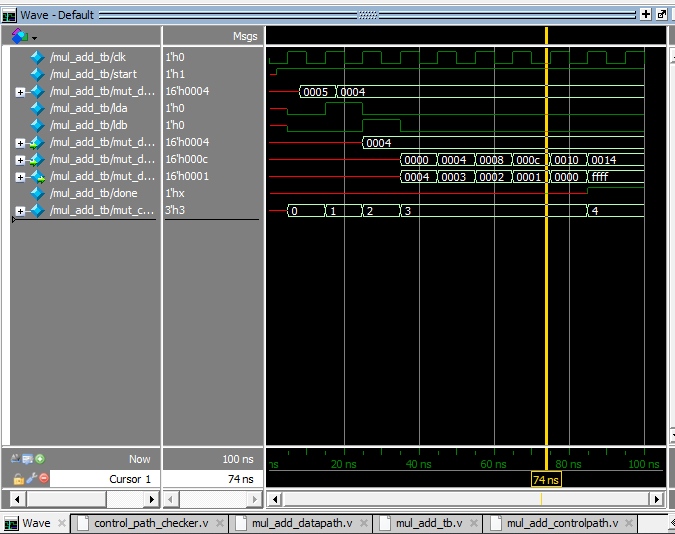 Wave - Default
Msgs
/mul_add_tb/clk 1'h0
/mul_add_tb/start 1'h1
/mul_add_tb/mut_d... 16'h0004 0005 0004
/mul_add_tb/lda 1'h0
/mul_add_tb/ldb 1'h0
/mul_add_tb/mut_d... 16'h0004 0004
/mul_add_tb/mut_d... 16'h000c 0000 0004 0008 000c 0010 0014
/mul_add_tb/mut_d... 16'h0001 0004 0003 0002 0001 0000 ffff
/mul_add_tb/done 1'hx
/mul_add_tb/mut_c... 3'h3 0 1 2 3 4
Now 100 ns ns 20 ns 40 ns 60 ns 80 ns 100 ns
Cursor 1 74 ns 74 ns
Wave control_path_checker.v mul_add_datapath.v mul_add_tb.v mul_add_controlpath.v